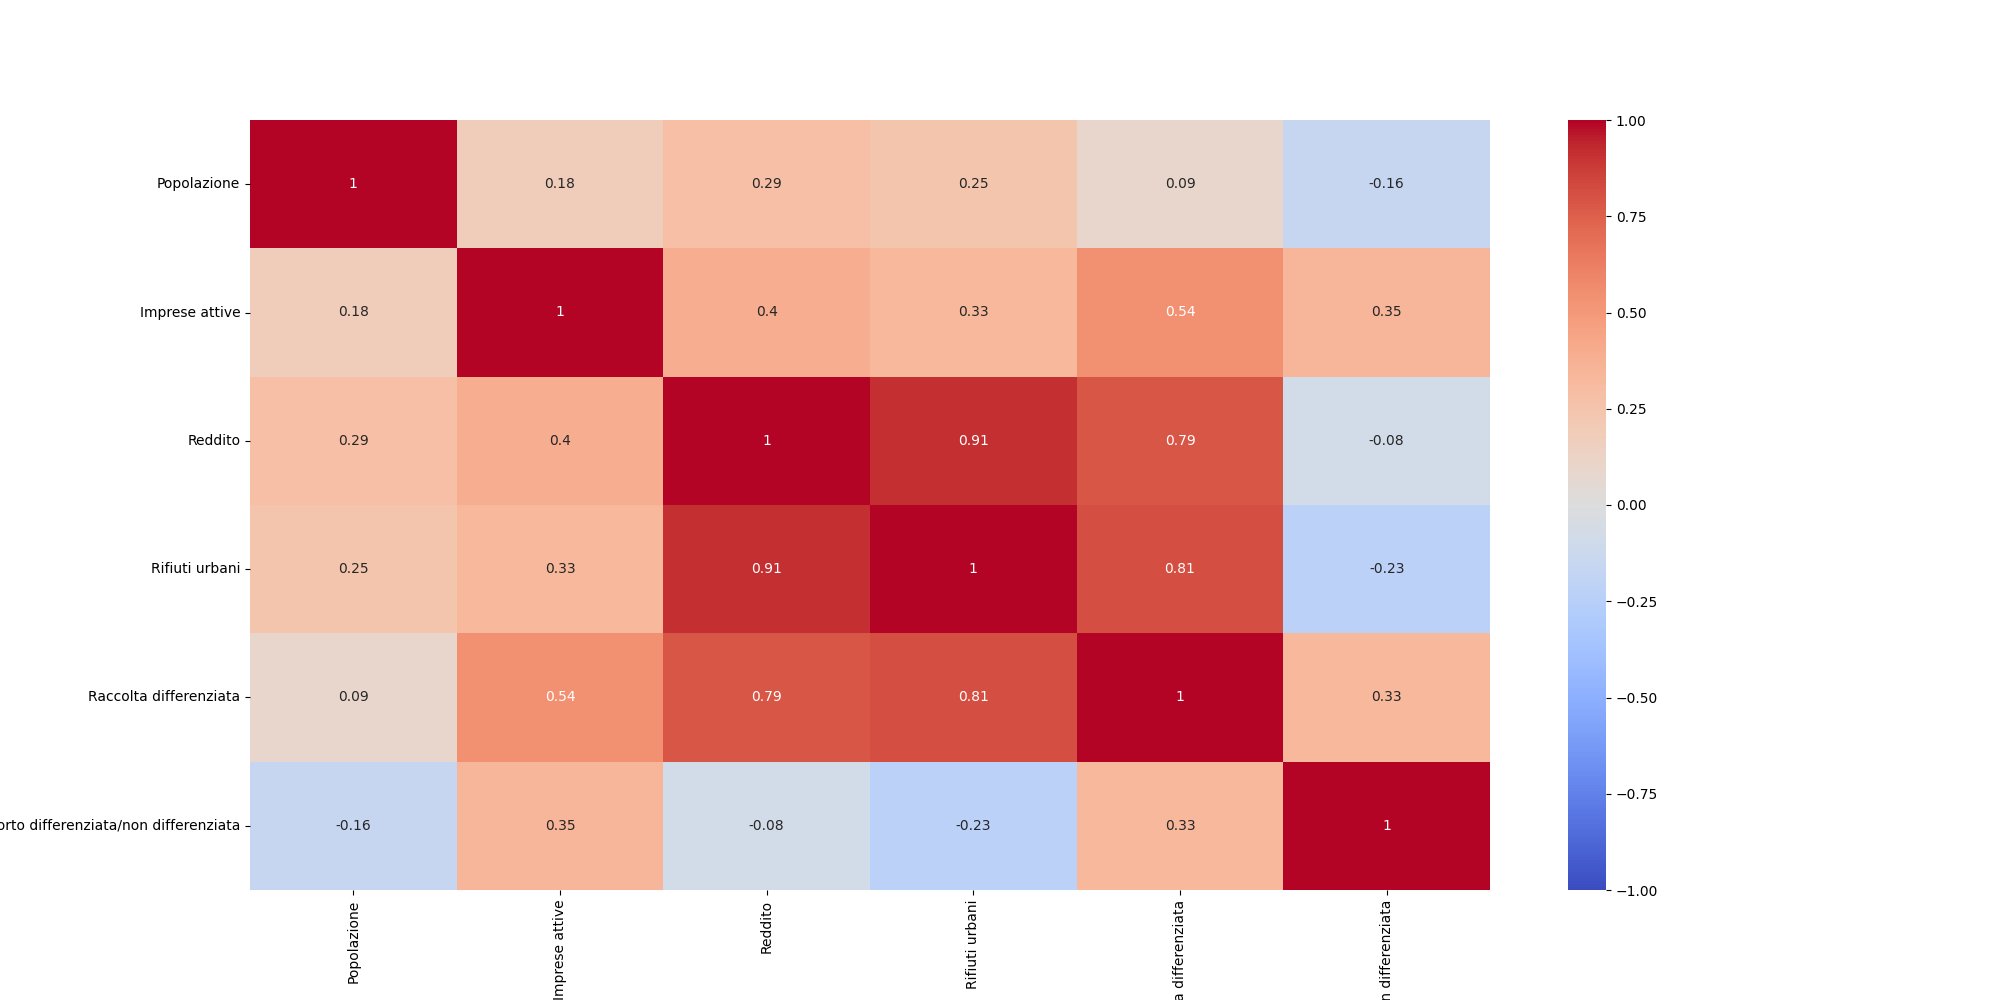 Popolazione 1 0.18 0.29 0.25 0.09 -0.16
Imprese attive 0.18 1 0.4 0.33 0.54 0.35
Reddito 0.29 0.4 1 0.91 0.79 -0.08
Rifiuti urbani 0.25 0.33 0.91 1 0.81 -0.23
Raccolta differenziata 0.09 0.54 0.79 0.81 1 0.33
differenziata/non differenziata -0.16 0.35 -0.08 -0.23 0.33 1
Popolazione
Imprese attive
Reddito
Rifiuti urbani
differenziata
differenziata
1.00
0.75
0.50
0.25
0.00
−0.25
−0.50
−0.75
−1.00